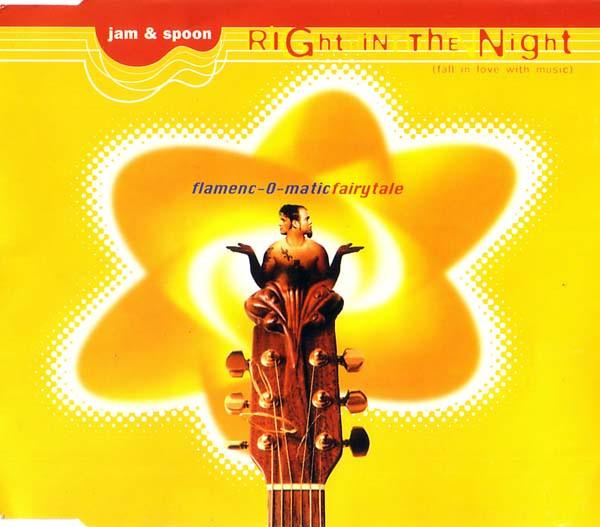 jam & spoon
RIGht iN THE Night
(fall in love with music)
flamenc-O-maticfairytale